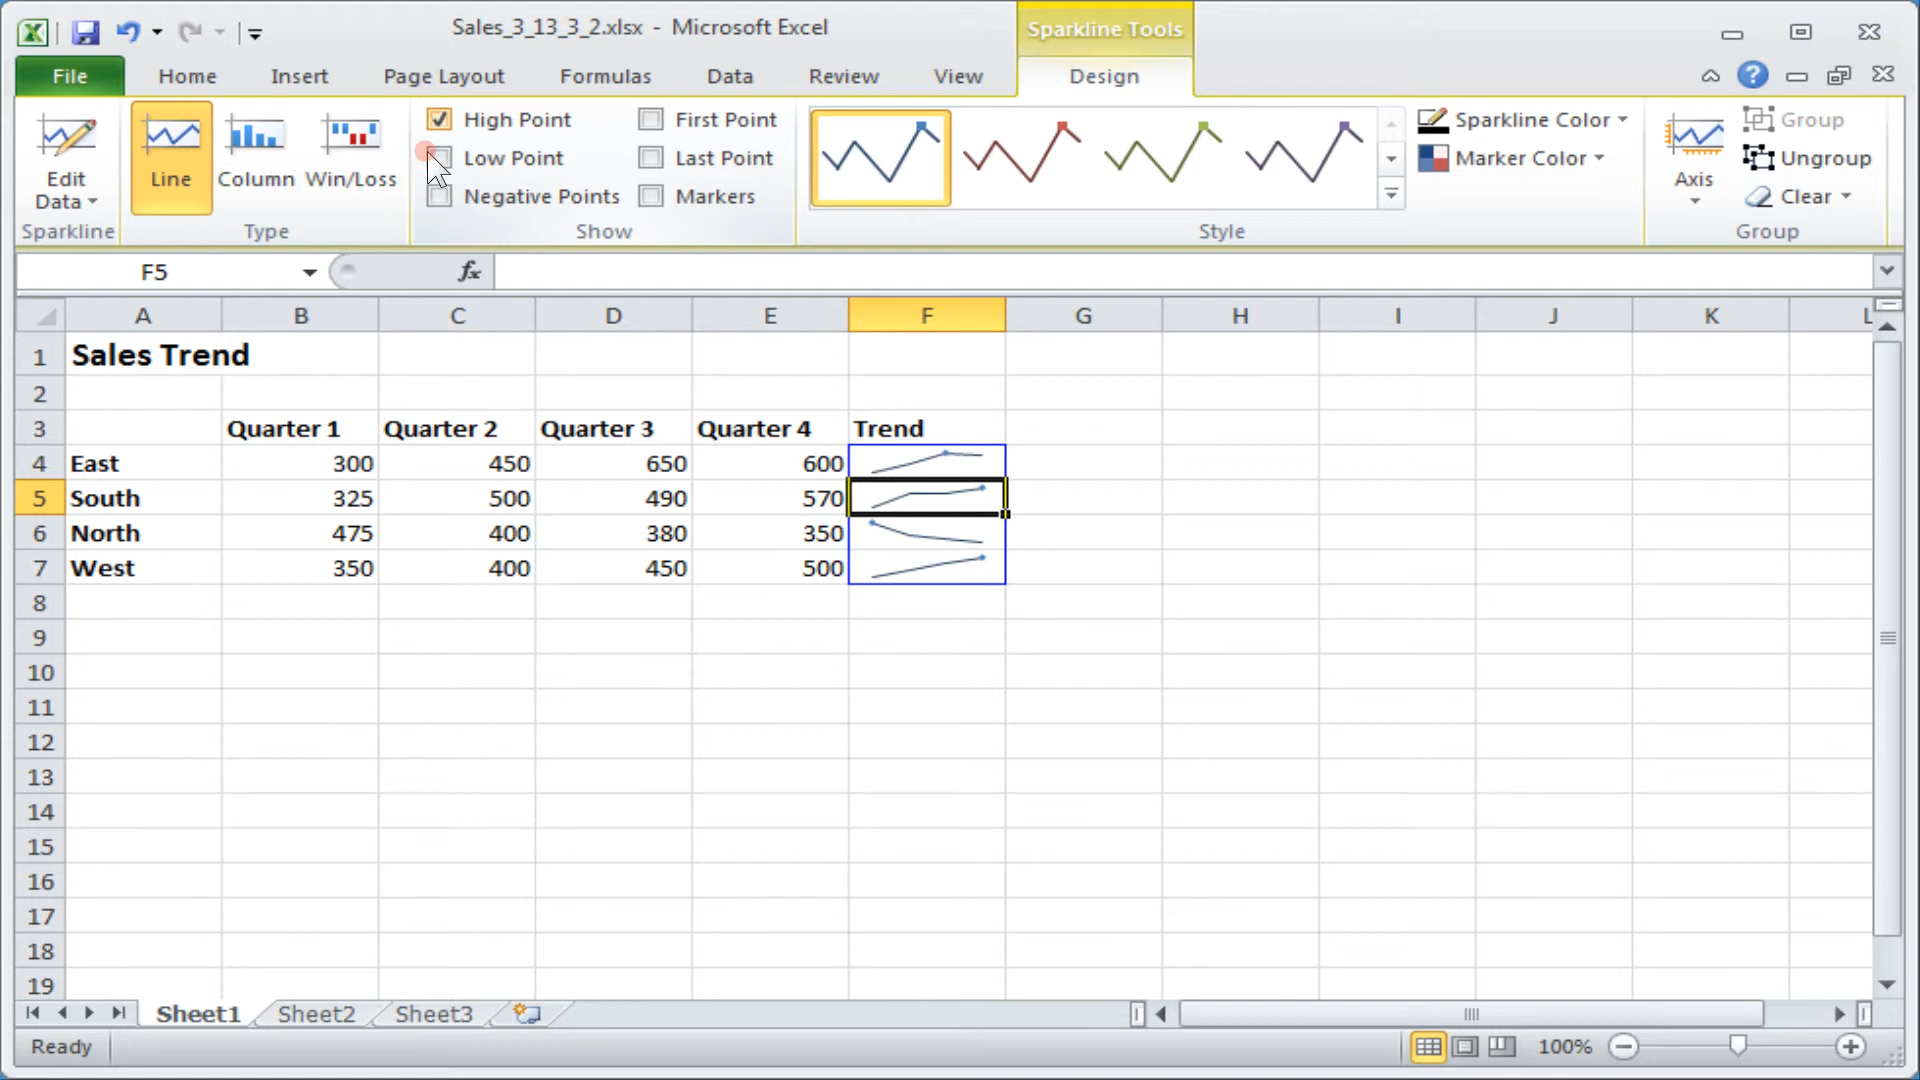 Sales_3_13_3_2.xlsx - Microsoft Excel
Sparkline Tools
File Home Insert Page Layout Formulas Data Review View Design
Edit Data
Line
Column
Win/Loss
High Point
Low Point
Negative Points
First Point
Last Point
Markers
Sparkline Color
Marker Color
Axis
Group
Ungroup
Clear
Sparkline Type Show Style Group
F5 fx
A B C D E F G H I J K L
1 Sales Trend
2
3 Quarter 1 Quarter 2 Quarter 3 Quarter 4 Trend
4 East 300 450 650 600
5 South 325 500 490 570
6 North 475 400 380 350
7 West 350 400 450 500
8
9
10
11
12
13
14
15
16
17
18
19
Sheet1 Sheet2 Sheet3
Ready 100%